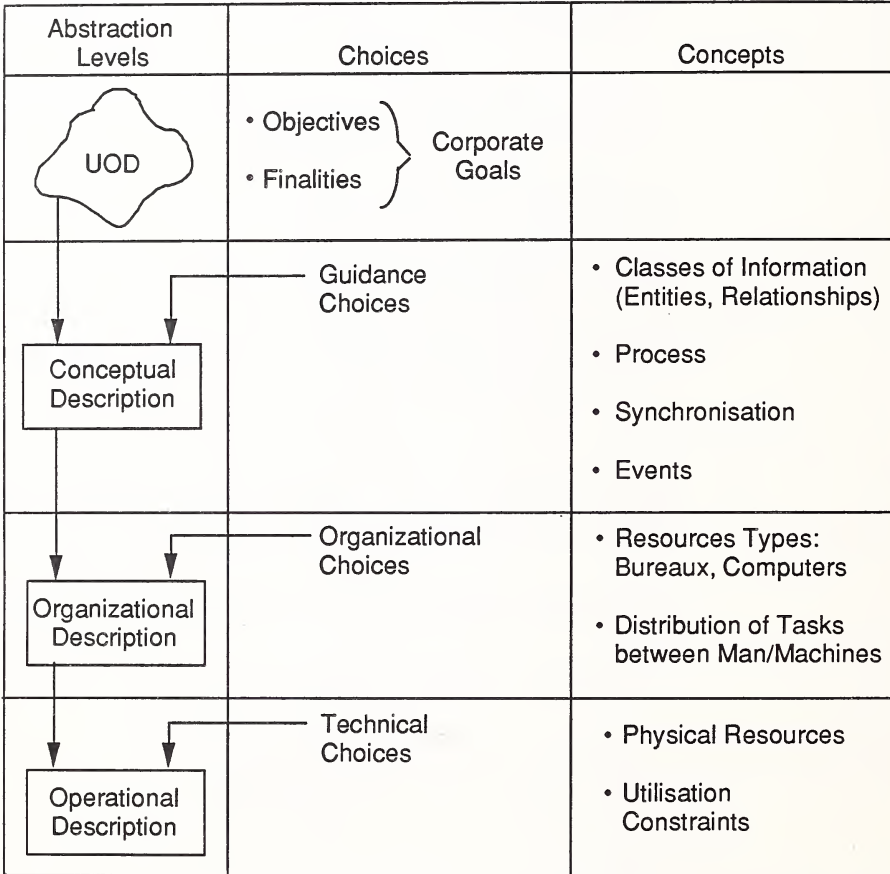 Abstraction
Levels
Choices
Concepts
UOD
• Objectives
• Finalities
Corporate
Goals
Guidance
Choices
Conceptual
Description
• Classes of Information
(Entities, Relationships)
• Process
• Synchronisation
• Events
Organizational
Choices
Organizational
Description
• Resources Types:
Bureaux, Computers
• Distribution of Tasks
between Man/Machines
Technical
Choices
Operational
Description
• Physical Resources
• Utilisation
Constraints